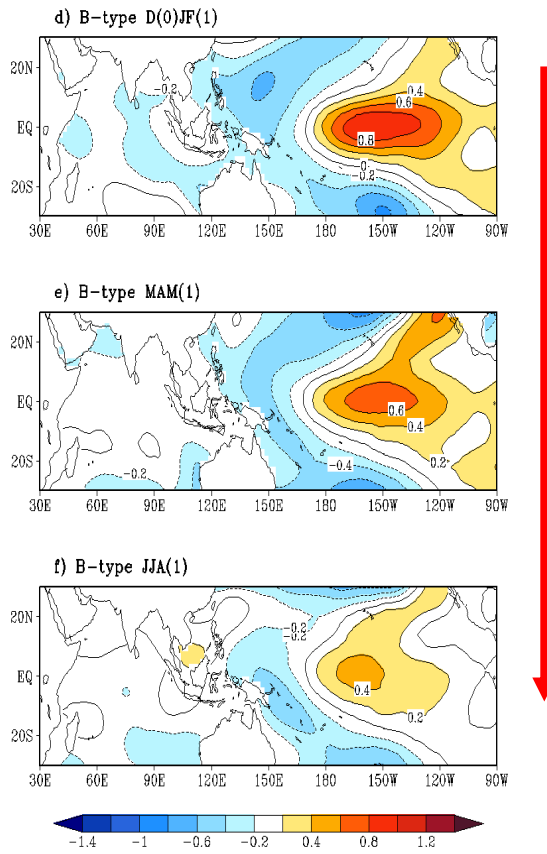 d) B-type D(0)JF(1)
20N
EQ
20S
-0.2
0.4
0.6
0.8
0
-0.2
30E 60E 90E 120E 150E 180 150W 120W 90W
e) B-type MAM(1)
20N
EQ
20S
0.6
0.4
0.2
-0.4
-0.2
30E 60E 90E 120E 150E 180 150W 120W 90W
f) B-type JJA(1)
20N
EQ
20S
-0.2
-0.2
0.4
0.2
30E 60E 90E 120E 150E 180 150W 120W 90W
-1.4 -1 -0.6 -0.2 0.4 0.8 1.2